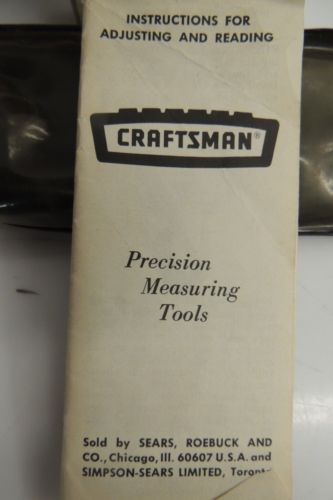 INSTRUCTIONS FOR
ADJUSTING AND READING
CRAFTSMAN®
Precision
Measuring
Tools
Sold by SEARS, ROEBUCK AND
CO., Chicago, Ill. 60607 U.S.A. and
SIMPSON-SEARS LIMITED, Toronto